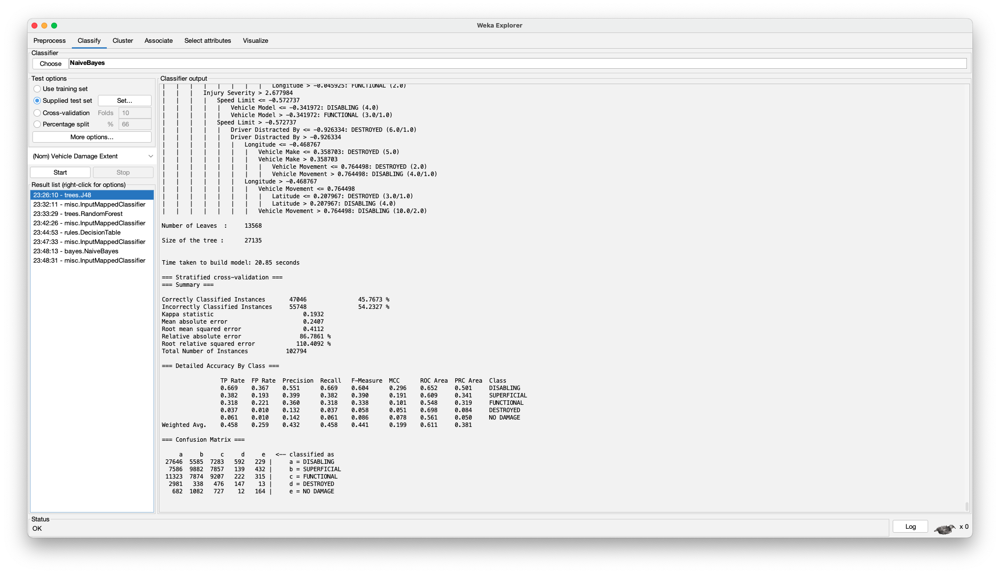 Weka Explorer
Preprocess Classify Cluster Associate Select attributes Visualize
Classifier
Choose NaiveBayes
Test options
Use training set
Supplied test set Set...
Cross-validation Folds 10
Percentage split % 66
More options...
(Nom) Vehicle Damage Extent
Start Stop
Result list (right-click for options)
23:26:10 - trees.J48
23:32:11 - misc.InputMappedClassifier
23:33:29 - trees.RandomForest
23:42:26 - misc.InputMappedClassifier
23:44:53 - rules.DecisionTable
23:47:33 - misc.InputMappedClassifier
23:48:13 - bayes.NaiveBayes
23:48:31 - misc.InputMappedClassifier
Classifier output
| | | | | | | | Longitude > -0.045925: FUNCTIONAL (2.0)
| | | Injury Severity > 2.677984
| | | | Speed Limit <= -0.572737
| | | | | Vehicle Model <= -0.341972: DISABLING (4.0)
| | | | | Vehicle Model > -0.341972: FUNCTIONAL (3.0/1.0)
| | | | Speed Limit > -0.572737
| | | | | Driver Distracted By <= -0.926334: DESTROYED (6.0/1.0)
| | | | | Driver Distracted By > -0.926334
| | | | | | Longitude <= -0.468767
| | | | | | | Vehicle Make <= 0.358703: DESTROYED (5.0)
| | | | | | | Vehicle Make > 0.358703
| | | | | | | | Vehicle Movement <= 0.764498: DESTROYED (2.0)
| | | | | | | | Vehicle Movement > 0.764498: DISABLING (4.0/1.0)
| | | | | | Longitude > -0.468767
| | | | | | | Vehicle Movement <= 0.764498
| | | | | | | | Latitude <= 0.207967: DESTROYED (3.0/1.0)
| | | | | | | | Latitude > 0.207967: DISABLING (4.0)
| | | | | | | Vehicle Movement > 0.764498: DISABLING (10.0/2.0)
Number of Leaves : 13568
Size of the tree : 27135
Time taken to build model: 20.85 seconds
=== Stratified cross-validation ===
=== Summary ===
Correctly Classified Instances 47046 45.7673 %
Incorrectly Classified Instances 55748 54.2327 %
Kappa statistic 0.1932
Mean absolute error 0.2407
Root mean squared error 0.4112
Relative absolute error 86.7861 %
Root relative squared error 110.4092 %
Total Number of Instances 102794
=== Detailed Accuracy By Class ===
TP Rate FP Rate Precision Recall F-Measure MCC ROC Area PRC Area Class
0.669 0.367 0.551 0.669 0.604 0.296 0.652 0.501 DISABLING
0.382 0.193 0.399 0.382 0.390 0.191 0.609 0.341 SUPERFICIAL
0.318 0.221 0.360 0.318 0.338 0.101 0.548 0.319 FUNCTIONAL
0.037 0.010 0.132 0.037 0.058 0.051 0.698 0.084 DESTROYED
0.061 0.010 0.142 0.061 0.086 0.078 0.561 0.050 NO DAMAGE
Weighted Avg. 0.458 0.259 0.432 0.458 0.441 0.199 0.611 0.381
=== Confusion Matrix ===
a b c d e <-- classified as
27646 5585 7283 592 229 | a = DISABLING
7586 9882 7857 139 432 | b = SUPERFICIAL
11323 7874 9207 222 315 | c = FUNCTIONAL
2981 338 476 147 13 | d = DESTROYED
682 1082 727 12 164 | e = NO DAMAGE
Status
OK
Log x 0